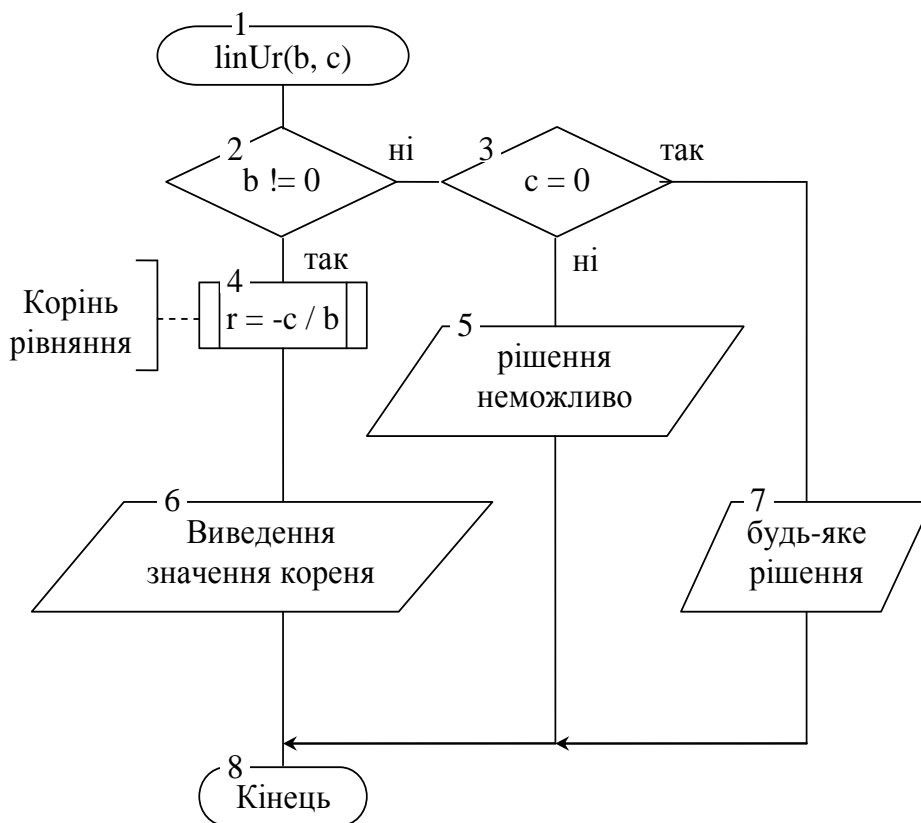 1
linUr(b, c)
2
b != 0
ні
3
c = 0
так
так
ні
4
r = -c / b
Корінь
рівняння
5
рішення
неможливо
6
Виведення
значення кореня
7
будь-яке
рішення
8
Кінець